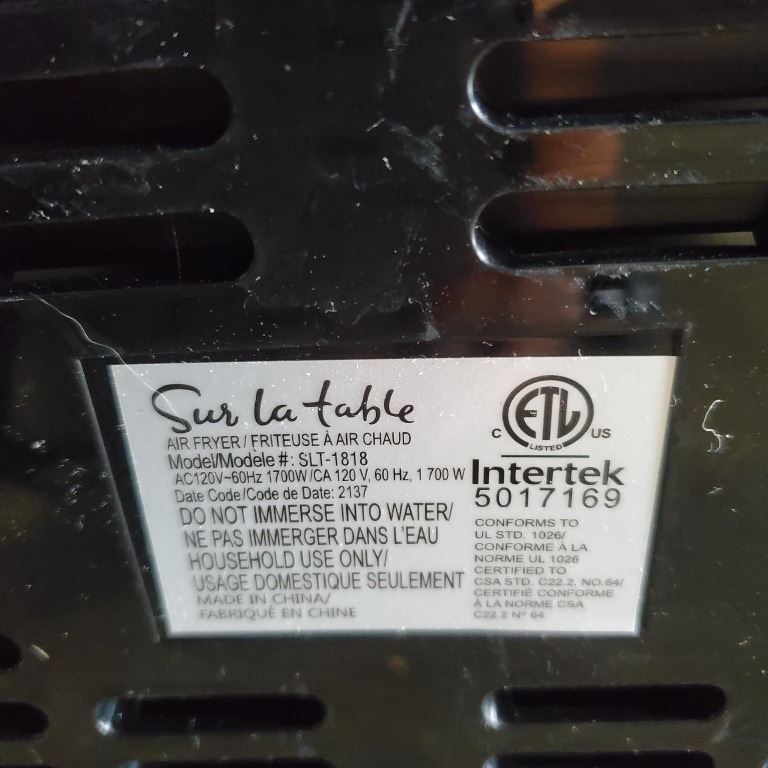 Sur la table
AIR FRYER / FRITEUSE À AIR CHAUD
Model/Modèle #: SLT-1818
AC120V~60Hz 1700W /CA 120 V, 60 Hz, 1 700 W
Date Code/Code de Date: 2137
DO NOT IMMERSE INTO WATER/
NE PAS IMMERGER DANS L'EAU
HOUSEHOLD USE ONLY/
USAGE DOMESTIQUE SEULEMENT
MADE IN CHINA/
FABRIQUÉ EN CHINE
C ETL US
LISTED
Intertek
5017169
CONFORMS TO
UL STD. 1026/
CONFORME À LA
NORME UL 1026
CERTIFIED TO
CSA STD. C22.2. NO.64/
CERTIFIÉ CONFORME
À LA NORME CSA
C22.2 N° 64